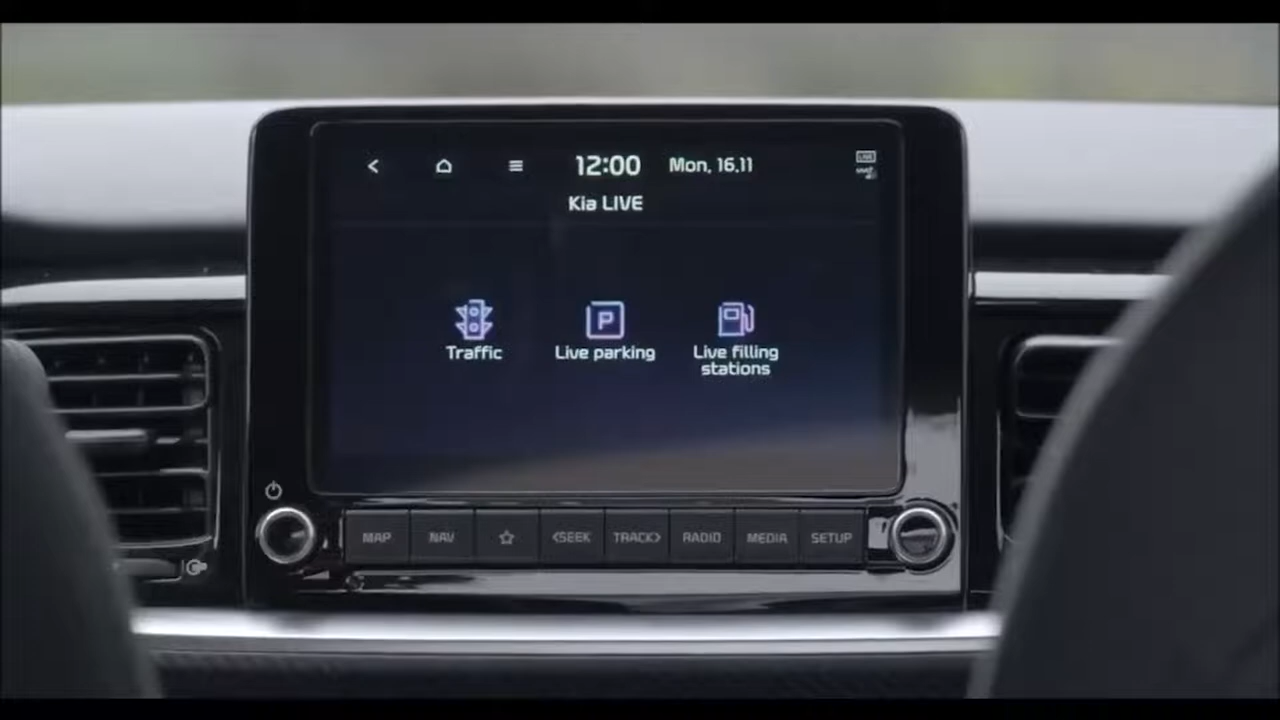 12:00 Mon, 16.11
LIVE
Kia LIVE
P
Traffic
Live parking
Live filling
stations
MAP NAV <SEEK TRACK> RADIO MEDIA SETUP